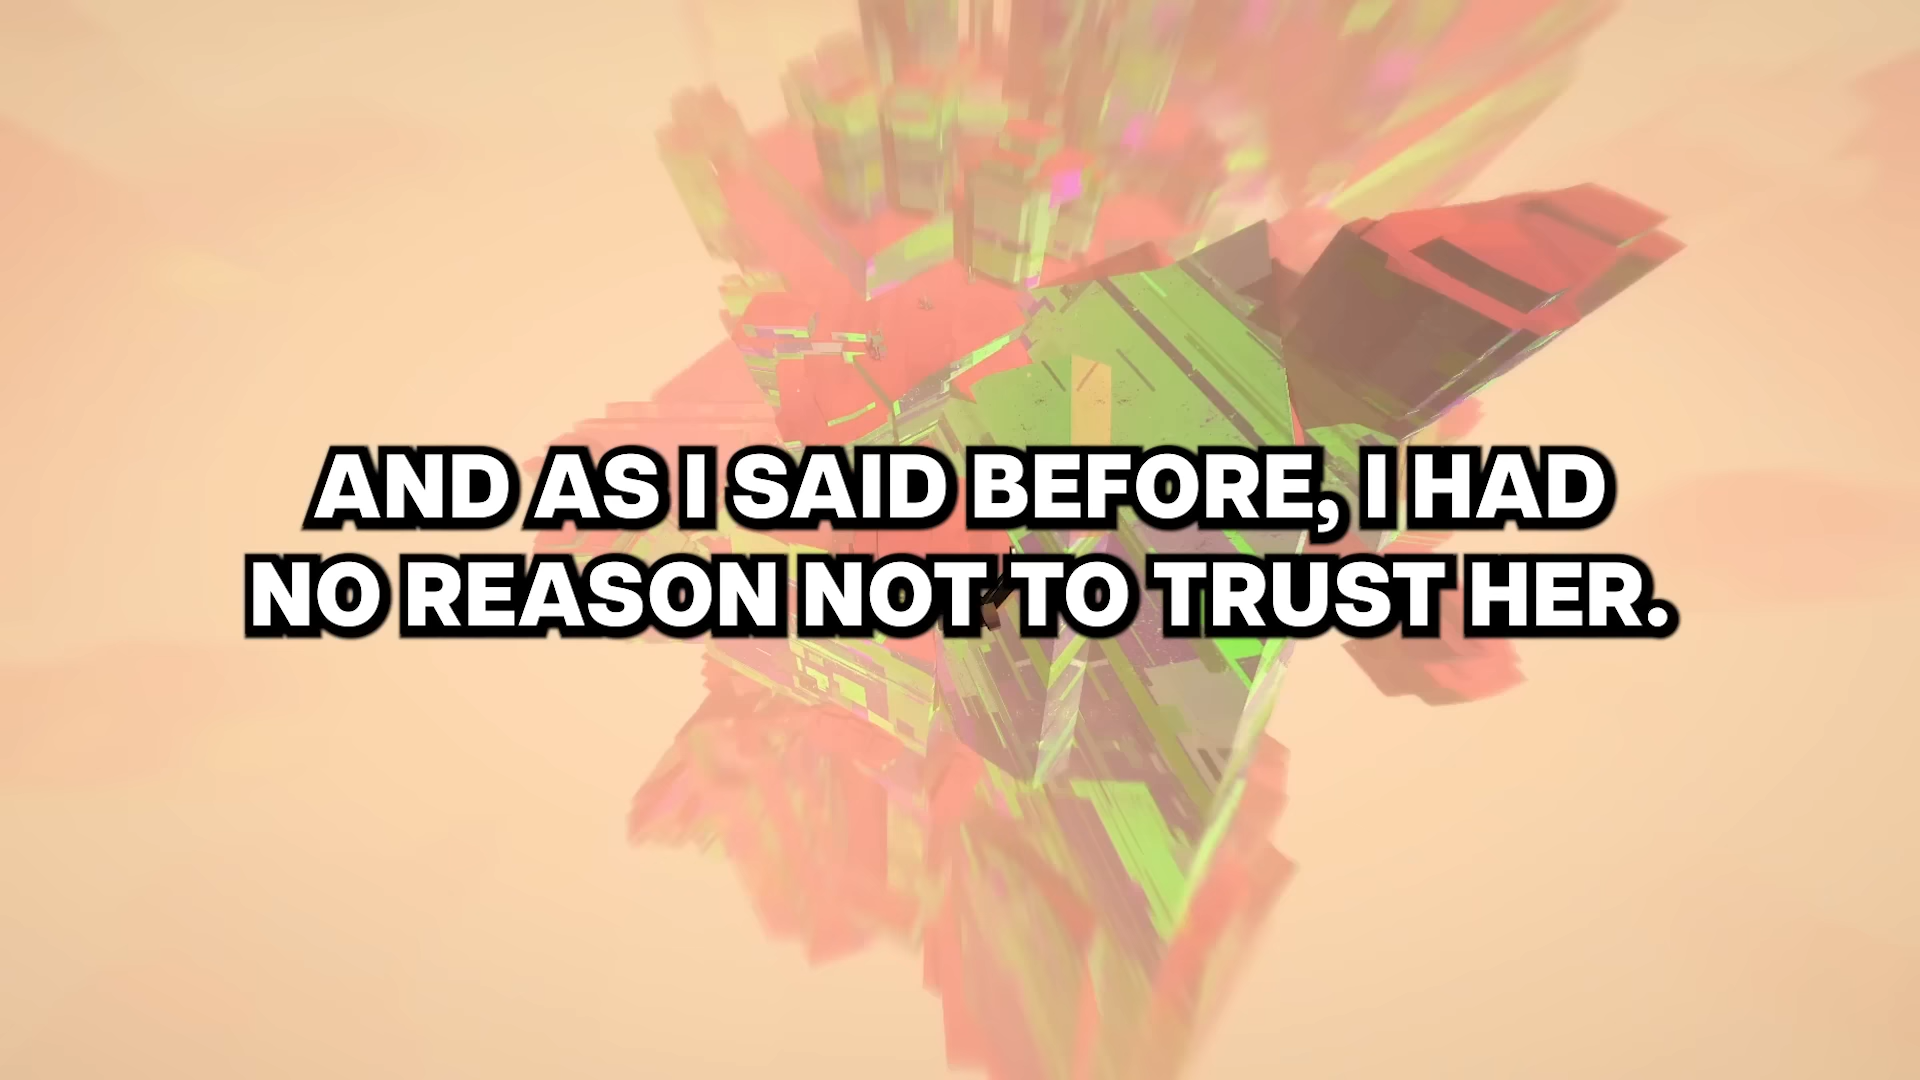 AND AS I SAID BEFORE, I HAD
NO REASON NOT TO TRUST HER.